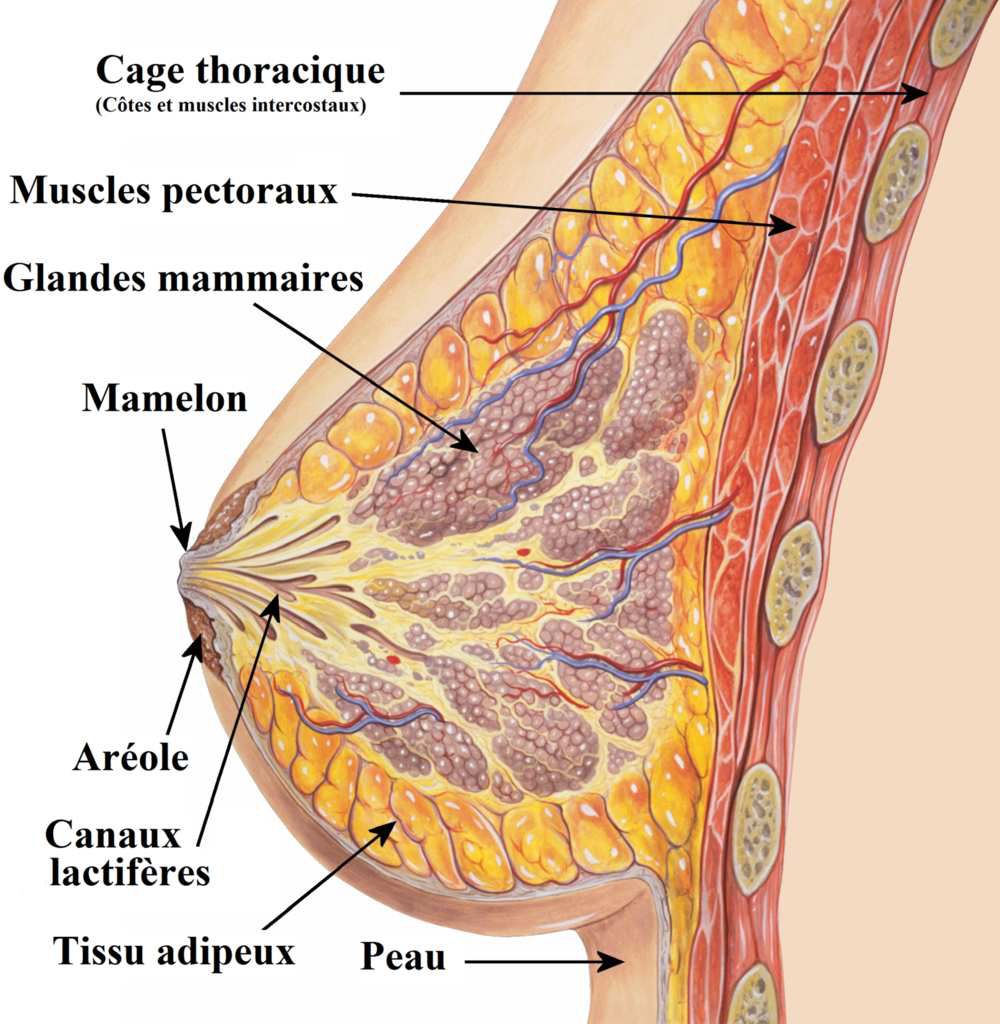 Cage thoracique
(Côtes et muscles intercostaux)
Muscles pectoraux
Glandes mammaires
Mamelon
Aréole
Canaux
lactifères
Tissu adipeux
Peau